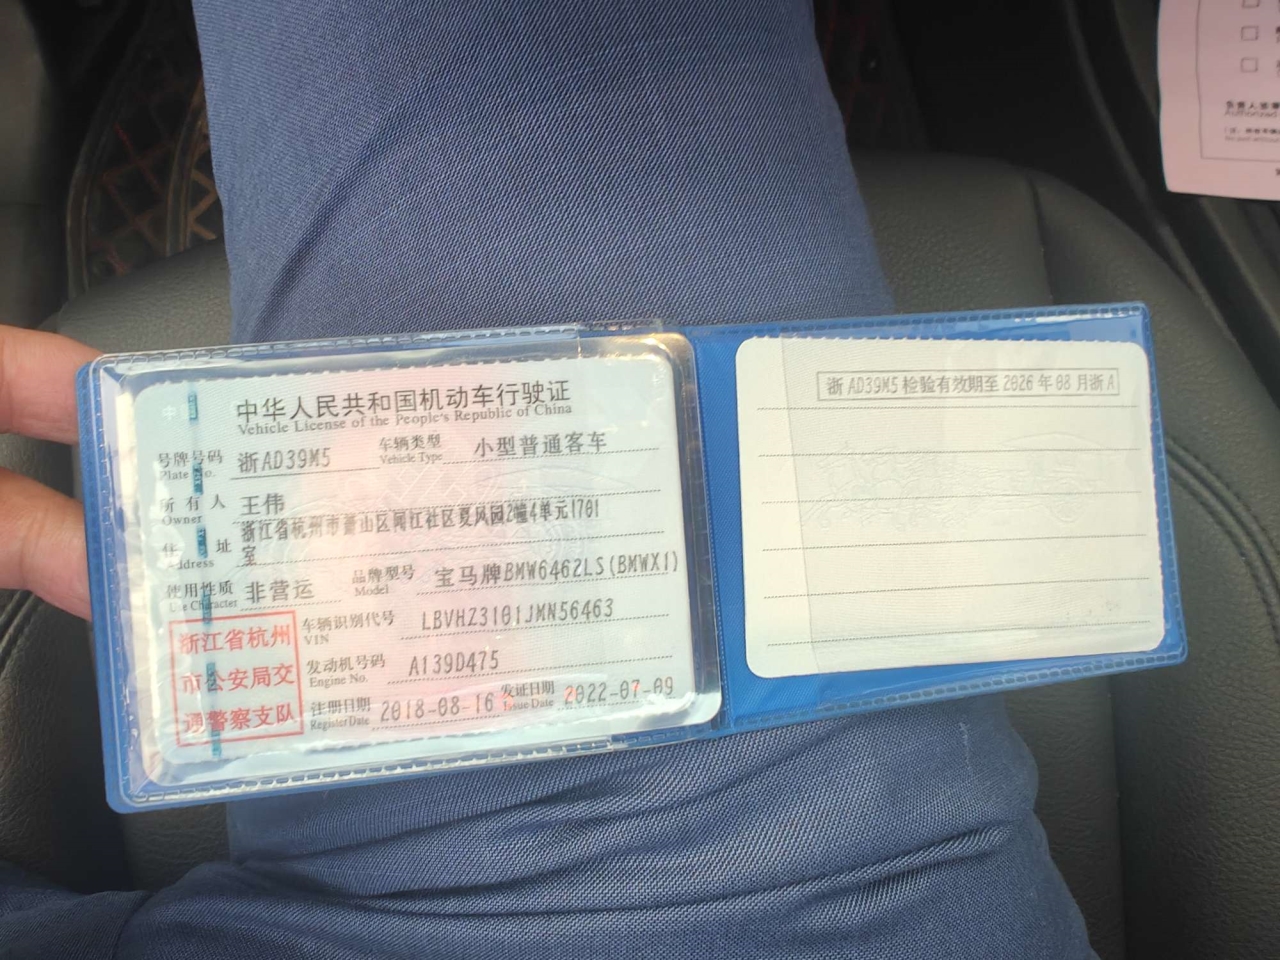 中华人民共和国机动车行驶证
Vehicle License of the People's Republic of China
号牌号码 浙AD39M5 车辆类型 小型普通客车
Plate No. Vehicle Type
所有人 王伟
Owner
浙江省杭州市萧山区闻江社区夏风园2幢4单元1701
住址 室
Address
使用性质 非营运 品牌型号 宝马牌BMW6462LS(BMWX1)
Use Character Model
浙江省杭州
市公安局交
通警察支队
车辆识别代号 LBVHZ3101JMN56463
VIN
发动机号码 A139D475
Engine No.
注册日期 2018-08-16 发证日期 2022-07-09
Register Date Issue Date
浙AD39M5检验有效期至2026年08月浙A
负责人签章
Authorized